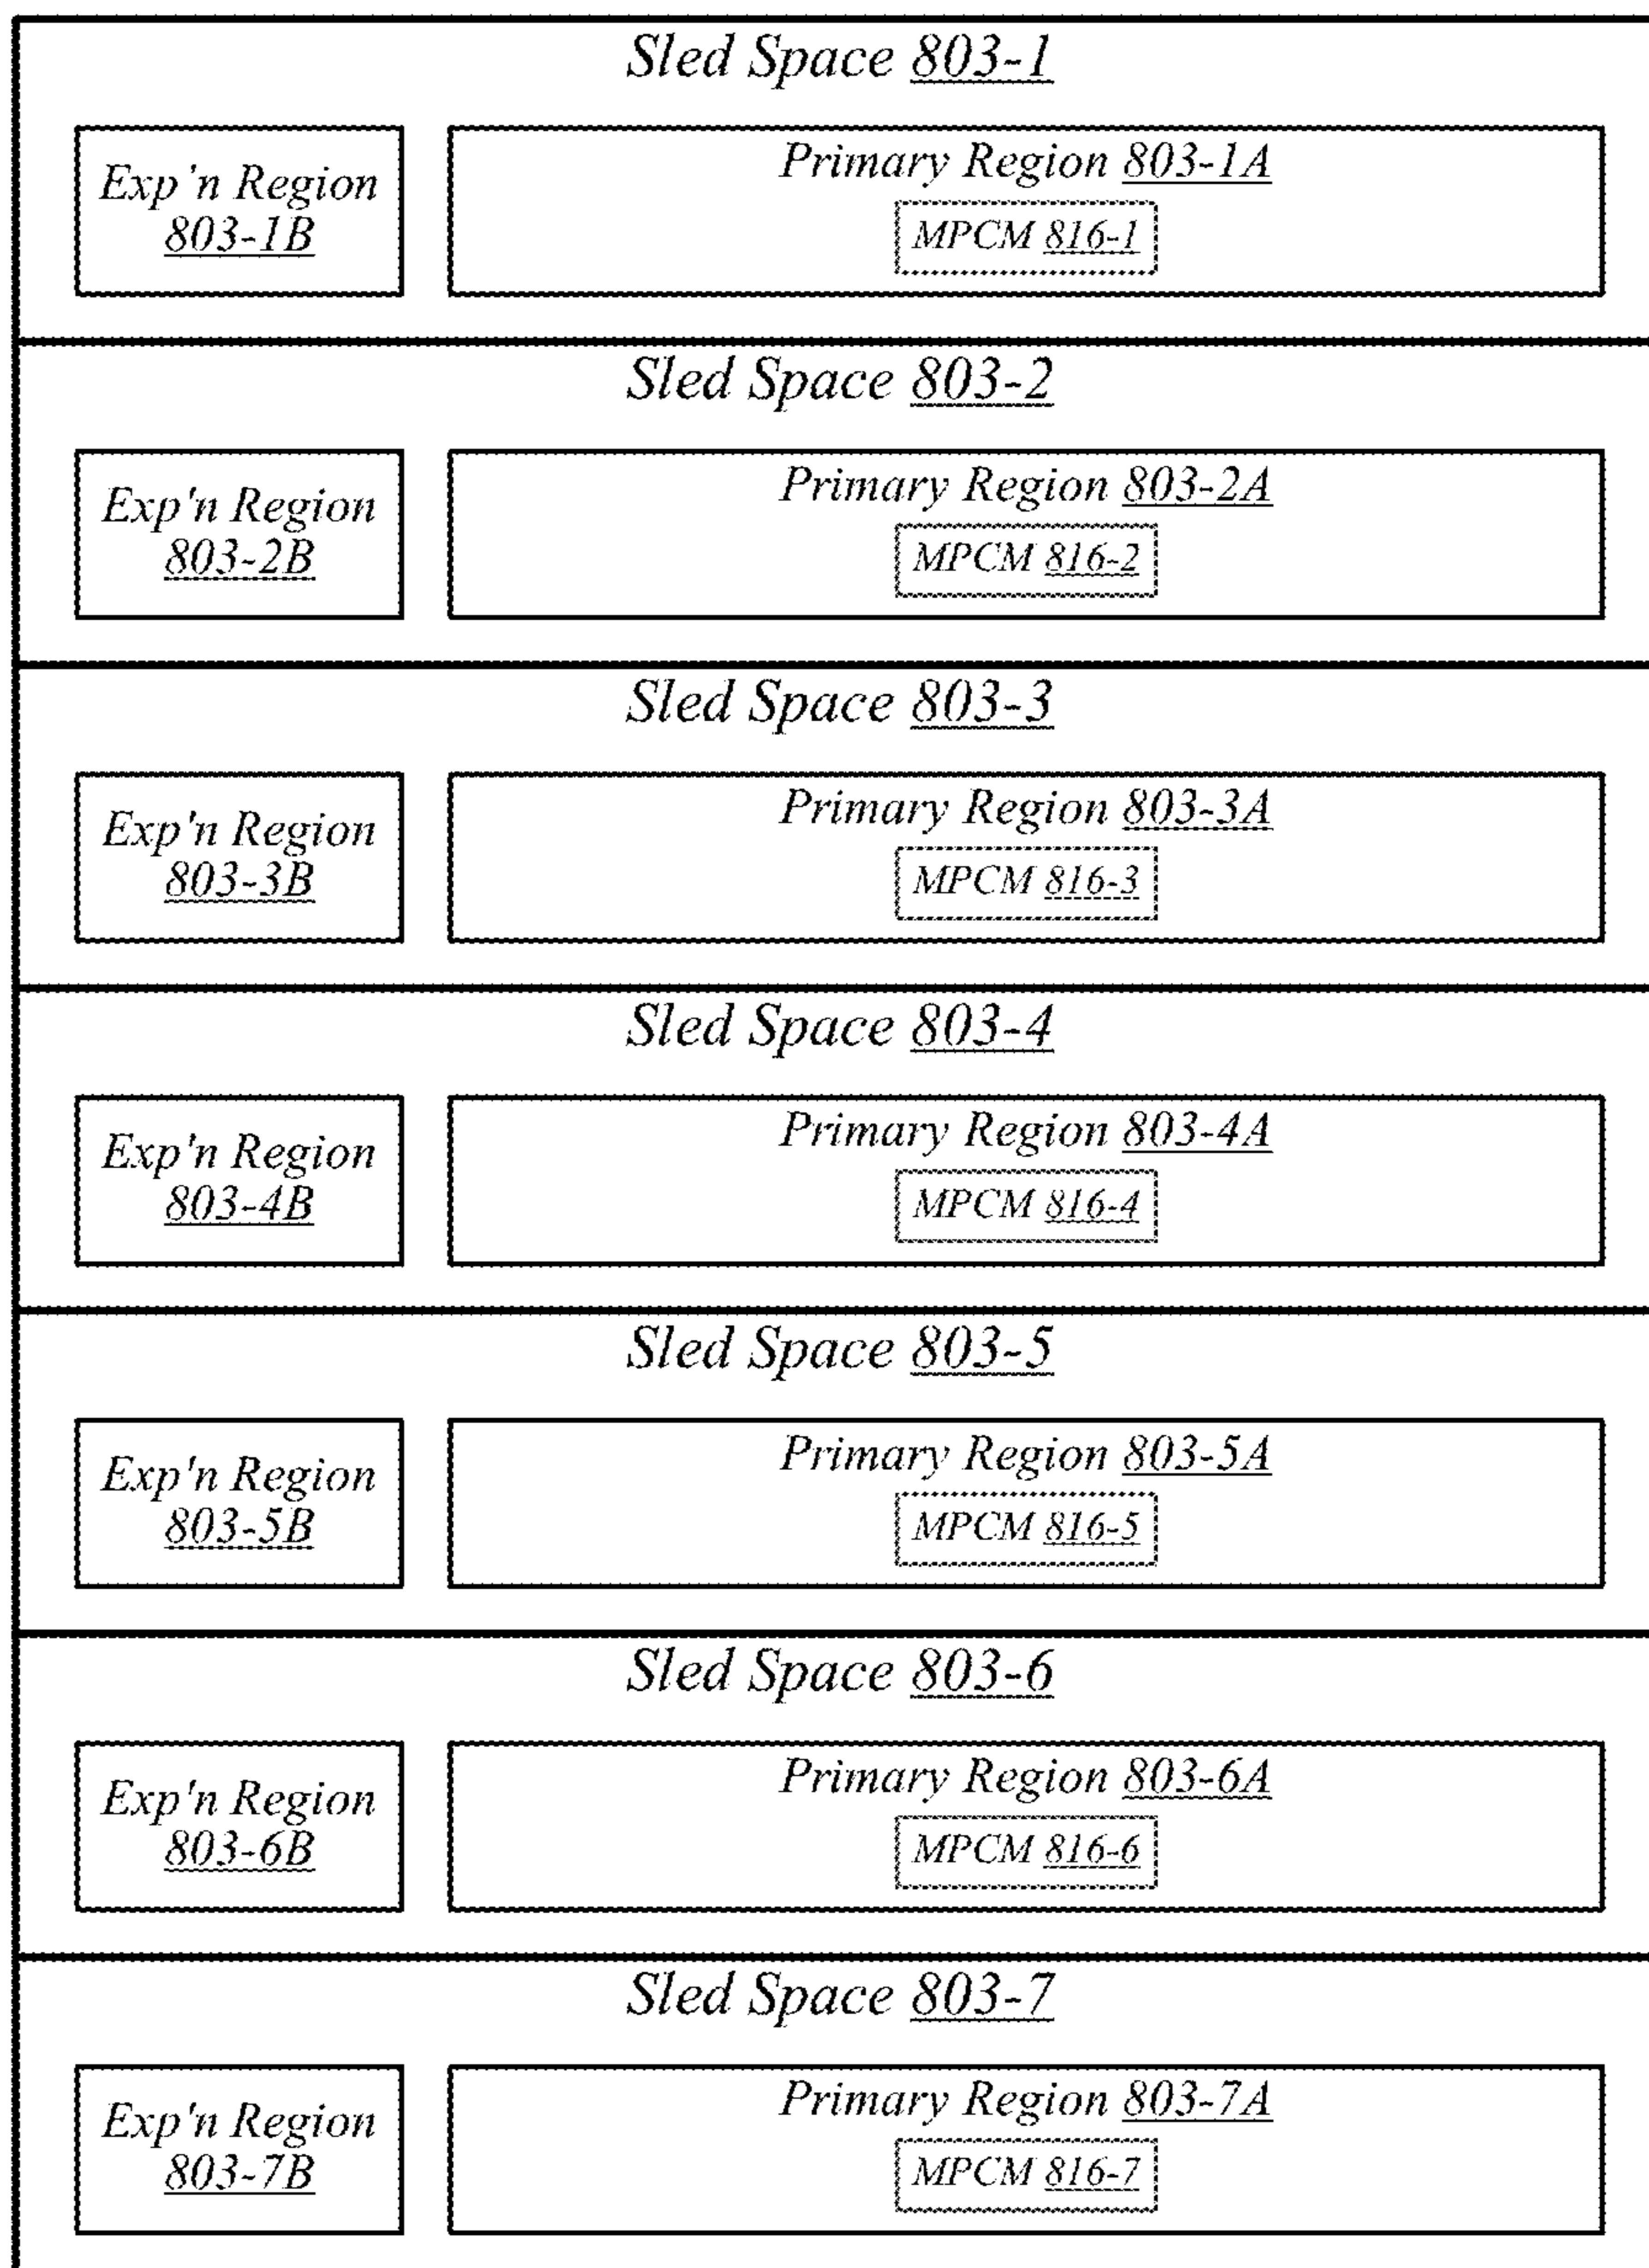 Sled Space 803-1
Exp'n Region
803-1B
Primary Region 803-1A
MPCM 816-1
Sled Space 803-2
Exp'n Region
803-2B
Primary Region 803-2A
MPCM 816-2
Sled Space 803-3
Exp'n Region
803-3B
Primary Region 803-3A
MPCM 816-3
Sled Space 803-4
Exp'n Region
803-4B
Primary Region 803-4A
MPCM 816-4
Sled Space 803-5
Exp'n Region
803-5B
Primary Region 803-5A
MPCM 816-5
Sled Space 803-6
Exp'n Region
803-6B
Primary Region 803-6A
MPCM 816-6
Sled Space 803-7
Exp'n Region
803-7B
Primary Region 803-7A
MPCM 816-7